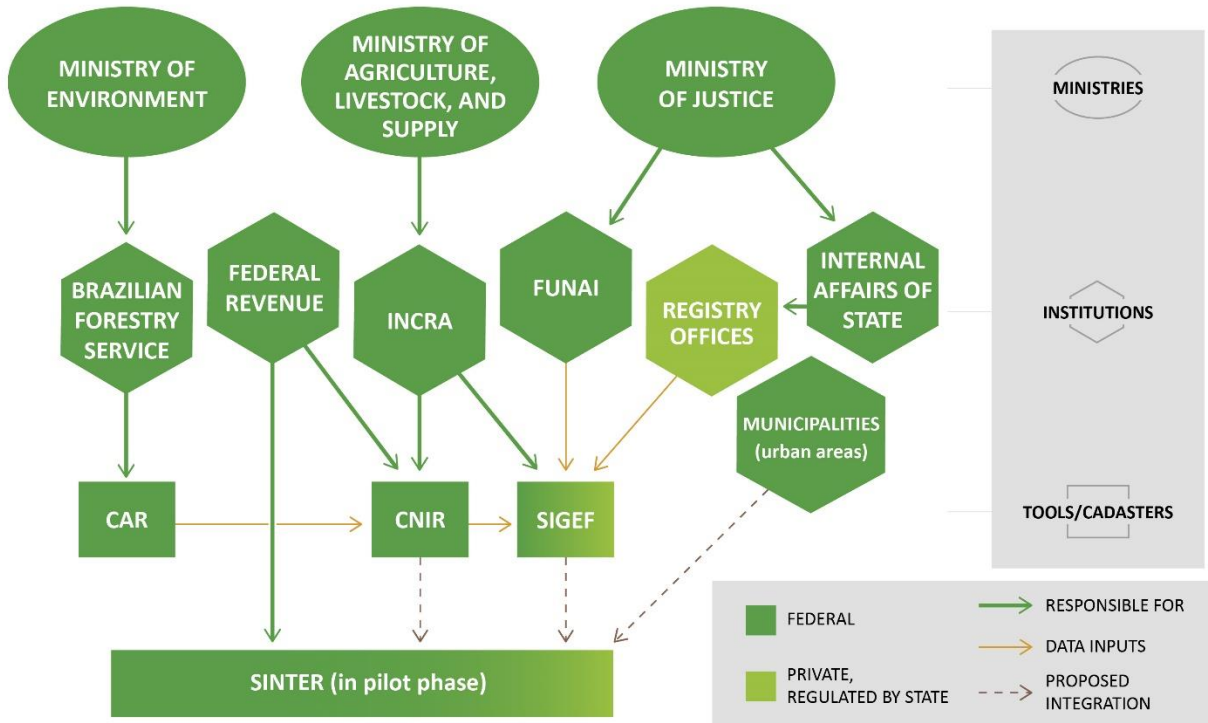 MINISTRY OF
ENVIRONMENT
MINISTRY OF
AGRICULTURE,
LIVESTOCK, AND
SUPPLY
MINISTRY
OF JUSTICE
MINISTRIES
BRAZILIAN
FORESTRY
SERVICE
FEDERAL
REVENUE
INCRA
FUNAI
REGISTRY
OFFICES
INTERNAL
AFFAIRS OF
STATE
INSTITUTIONS
MUNICIPALITIES
(urban areas)
CAR
CNIR
SIGEF
TOOLS/CADASTERS
SINTER (in pilot phase)
FEDERAL
PRIVATE,
REGULATED BY STATE
RESPONSIBLE FOR
DATA INPUTS
PROPOSED
INTEGRATION